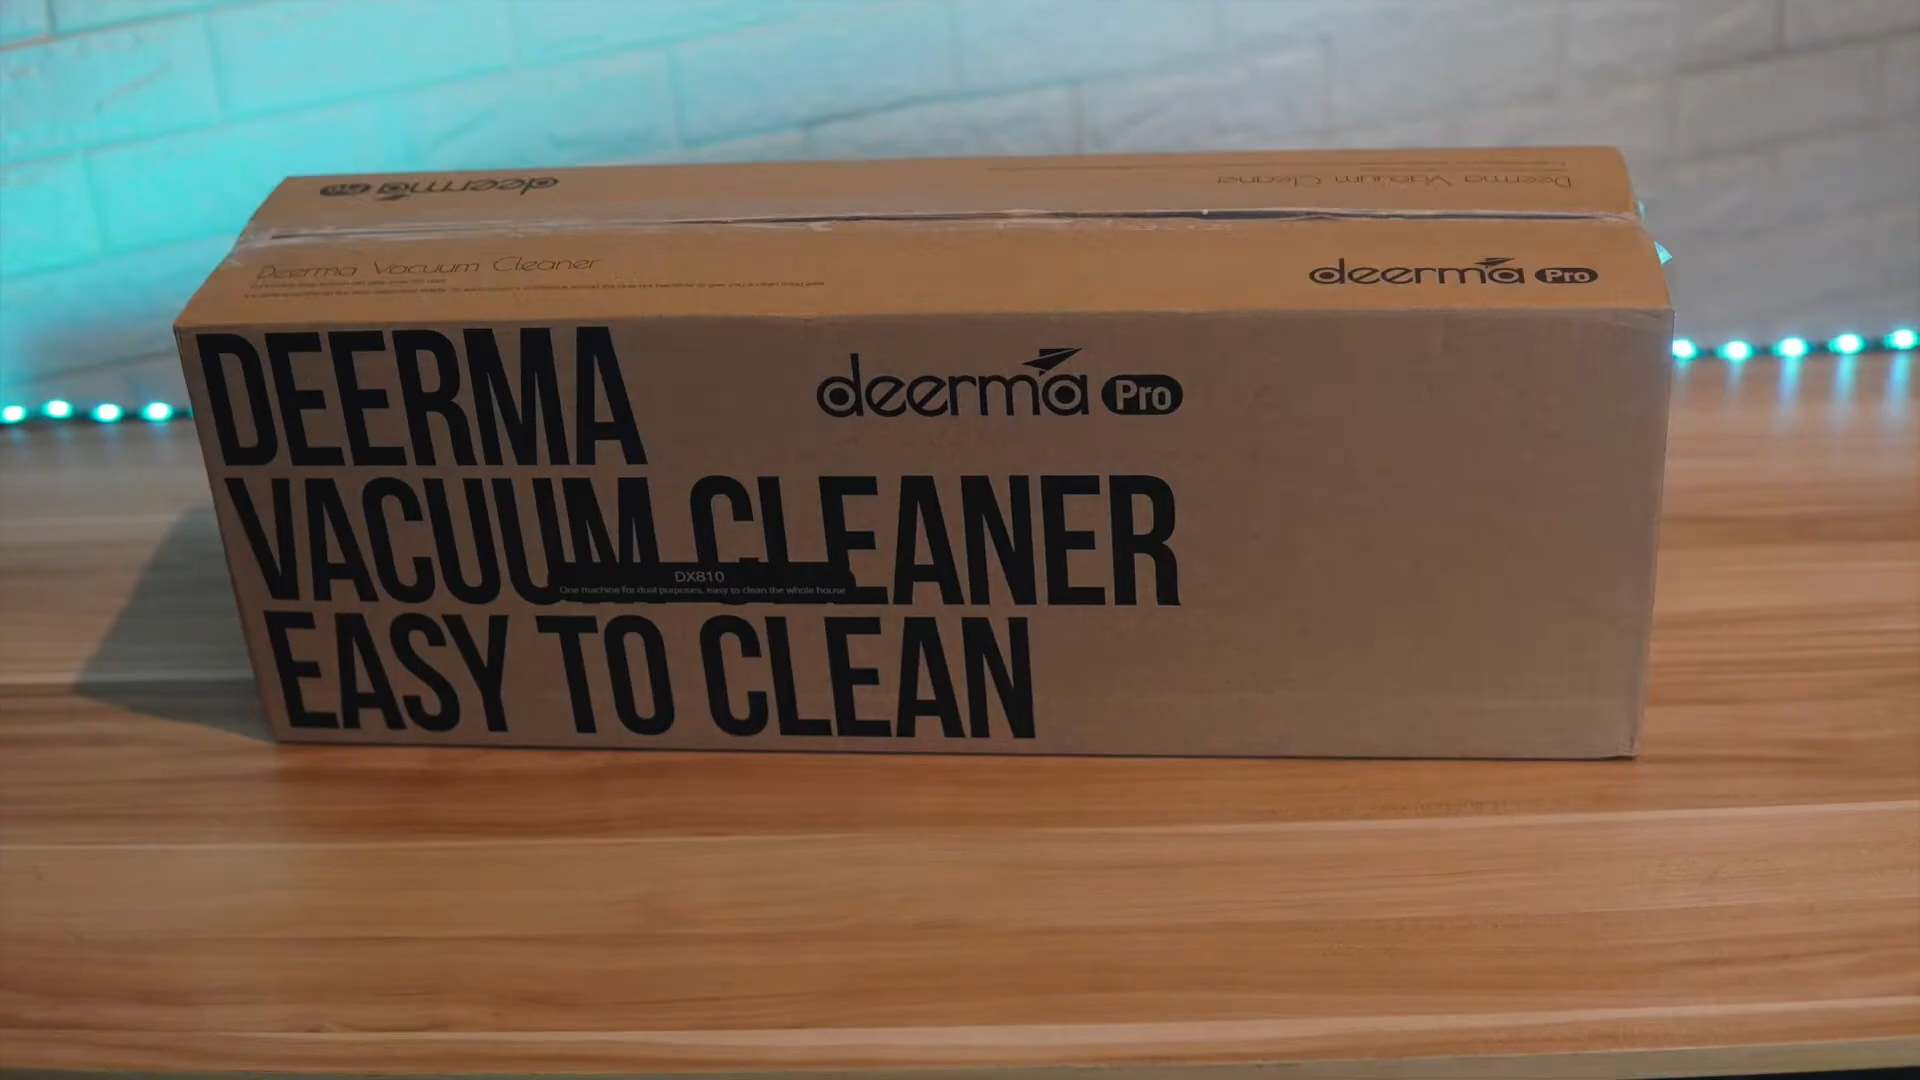 deerma Pro
Deerma Vacuum Cleaner
Deerma Vacuum Cleaner
deerma Pro
DEERMA
deerma Pro
VACUUM CLEANER
DX810
One machine for dual purposes, easy to clean the whole house
EASY TO CLEAN